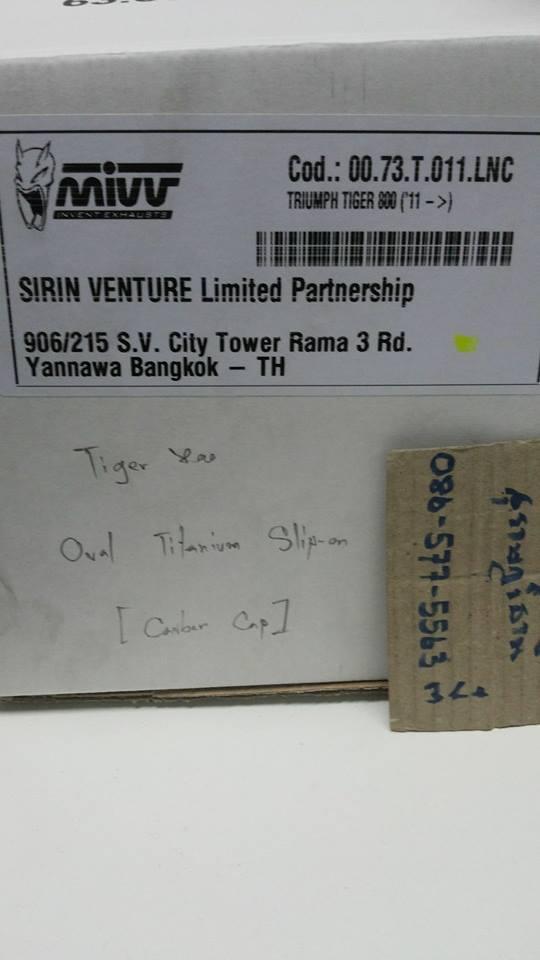 mivv
INVENT EXHAUSTS
Cod.: 00.73.T.011.LNC
TRIUMPH TIGER 800 ('11 - >)
SIRIN VENTURE Limited Partnership
906/215 S.V. City Tower Rama 3 Rd.
Yannawa Bangkok – TH
Tiger 800
Oval Titanium Slip-on
[Carbon Cap]
086-577-5563